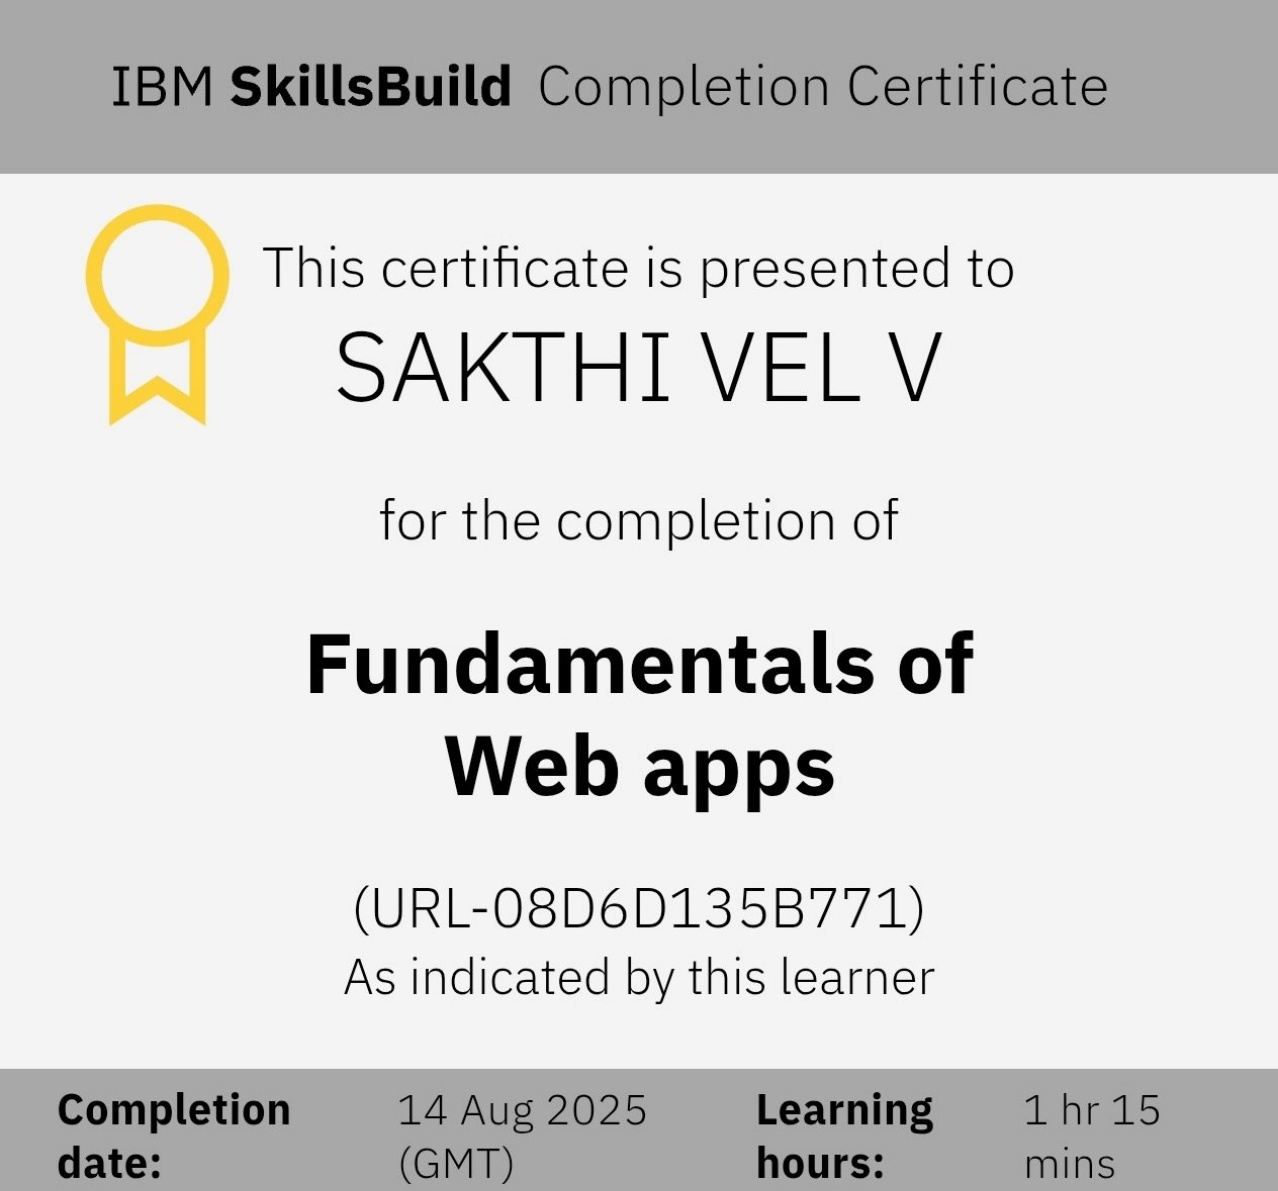 IBM SkillsBuild Completion Certificate
This certificate is presented to
SAKTHI VEL V
for the completion of
Fundamentals of
Web apps
(URL-08D6D135B771)
As indicated by this learner
Completion date: 14 Aug 2025 (GMT) Learning hours: 1 hr 15 mins